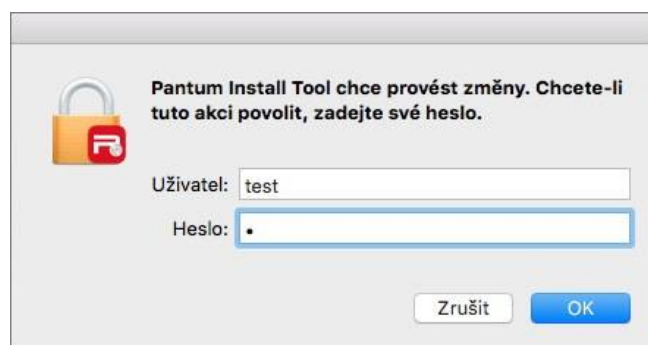 Pantum Install Tool chce provést změny. Chcete-li
tuto akci povolit, zadejte své heslo.
Uživatel: test
Heslo: •
Zrušit OK